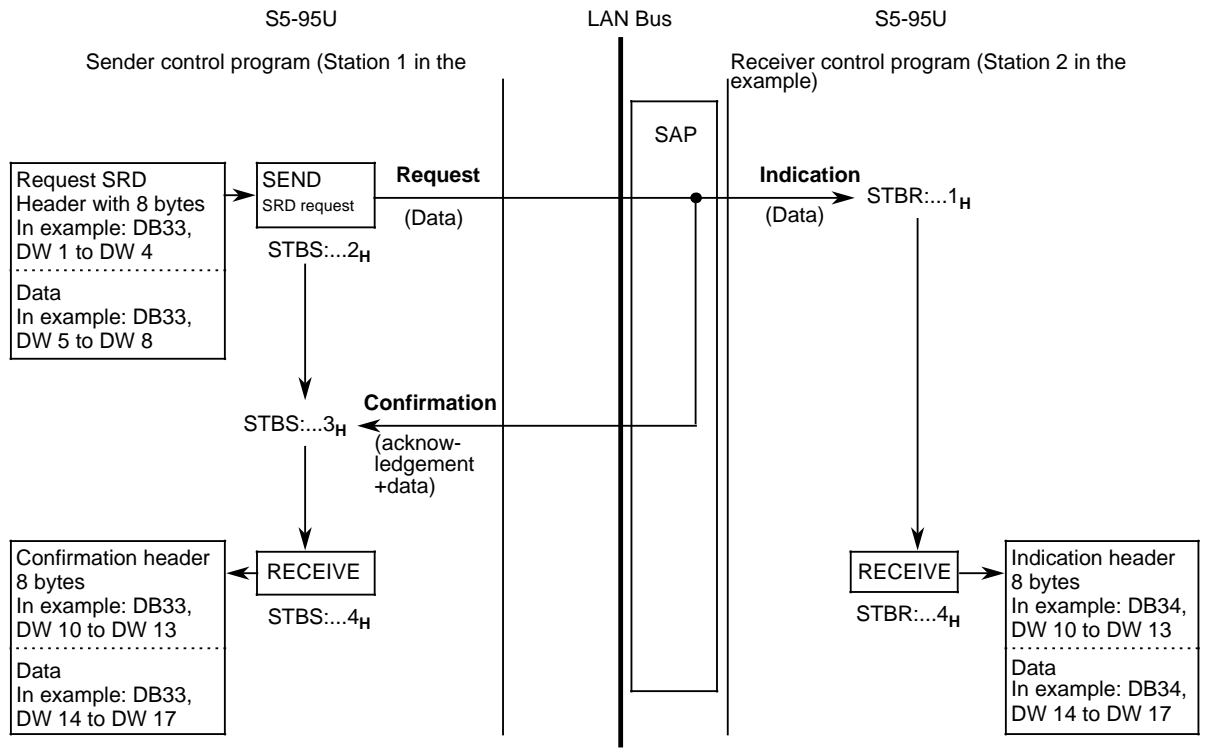 S5-95U
LAN Bus
S5-95U
Sender control program (Station 1 in the
Receiver control program (Station 2 in the
example)
SAP
Request SRD
Header with 8 bytes
In example: DB33,
DW 1 to DW 4
Data
In example: DB33,
DW 5 to DW 8
SEND
SRD request
STBS:...2H
Request
(Data)
Indication
(Data)
STBR:...1H
STBS:...3H
Confirmation
(acknow-
ledgement
+data)
Confirmation header
8 bytes
In example: DB33,
DW 10 to DW 13
Data
In example: DB33,
DW 14 to DW 17
RECEIVE
STBS:...4H
RECEIVE
STBR:...4H
Indication header
8 bytes
In example: DB34,
DW 10 to DW 13
Data
In example: DB34,
DW 14 to DW 17